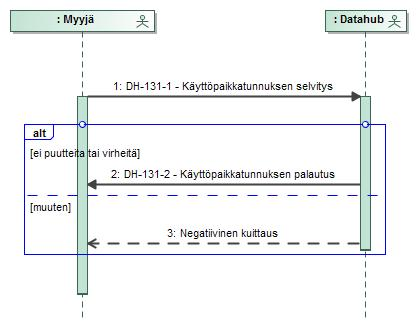 : Myyjä
: Datahub
1: DH-131-1 - Käyttöpaikkatunnuksen selvitys
alt
[ei puutteita tai virheitä]
2: DH-131-2 - Käyttöpaikkatunnuksen palautus
[muuten]
3: Negatiivinen kuittaus